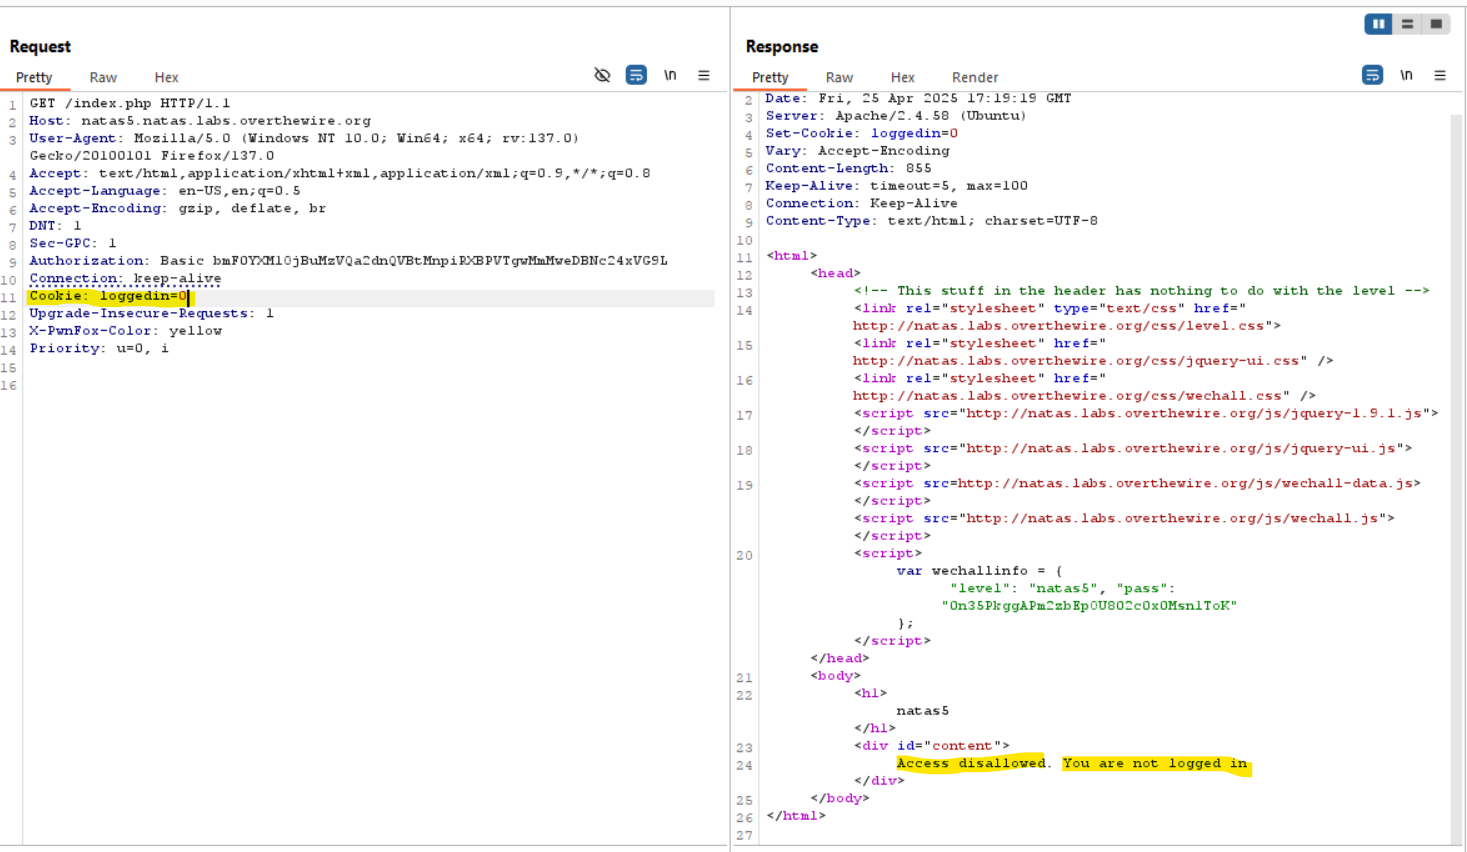 Request
Pretty Raw Hex \n
1 GET /index.php HTTP/1.1
2 Host: natas5.natas.labs.overthewire.org
3 User-Agent: Mozilla/5.0 (Windows NT 10.0; Win64; x64; rv:137.0)
Gecko/20100101 Firefox/137.0
4 Accept: text/html,application/xhtml+xml,application/xml;q=0.9,*/*;q=0.8
5 Accept-Language: en-US,en;q=0.5
6 Accept-Encoding: gzip, deflate, br
7 DNT: 1
8 Sec-GPC: 1
9 Authorization: Basic bmF0YXM1OjBuMzVQa2dnQVBtMnpiRXBPVTgwMmMweDBNc24xVG9L
10 Connection: keep-alive
11 Cookie: loggedin=0
12 Upgrade-Insecure-Requests: 1
13 X-PwnFox-Color: yellow
14 Priority: u=0, i
15
16
Response
Pretty Raw Hex Render \n
2 Date: Fri, 25 Apr 2025 17:19:19 GMT
3 Server: Apache/2.4.58 (Ubuntu)
4 Set-Cookie: loggedin=0
5 Vary: Accept-Encoding
6 Content-Length: 855
7 Keep-Alive: timeout=5, max=100
8 Connection: Keep-Alive
9 Content-Type: text/html; charset=UTF-8
10
11 <html>
12 <head>
13 <!-- This stuff in the header has nothing to do with the level -->
14 <link rel="stylesheet" type="text/css" href="
http://natas.labs.overthewire.org/css/level.css">
15 <link rel="stylesheet" href="
http://natas.labs.overthewire.org/css/jquery-ui.css" />
16 <link rel="stylesheet" href="
http://natas.labs.overthewire.org/css/wechall.css" />
17 <script src="http://natas.labs.overthewire.org/js/jquery-1.9.1.js">
</script>
18 <script src="http://natas.labs.overthewire.org/js/jquery-ui.js">
</script>
19 <script src=http://natas.labs.overthewire.org/js/wechall-data.js>
</script>
<script src="http://natas.labs.overthewire.org/js/wechall.js">
</script>
20 <script>
var wechallinfo = {
"level": "natas5", "pass":
"0n35PkggAPm2zbEpOU802c0x0Msn1ToK"
};
</script>
</head>
21 <body>
22 <h1>
natas5
</h1>
23 <div id="content">
24 Access disallowed. You are not logged in
</div>
25 </body>
26 </html>
27